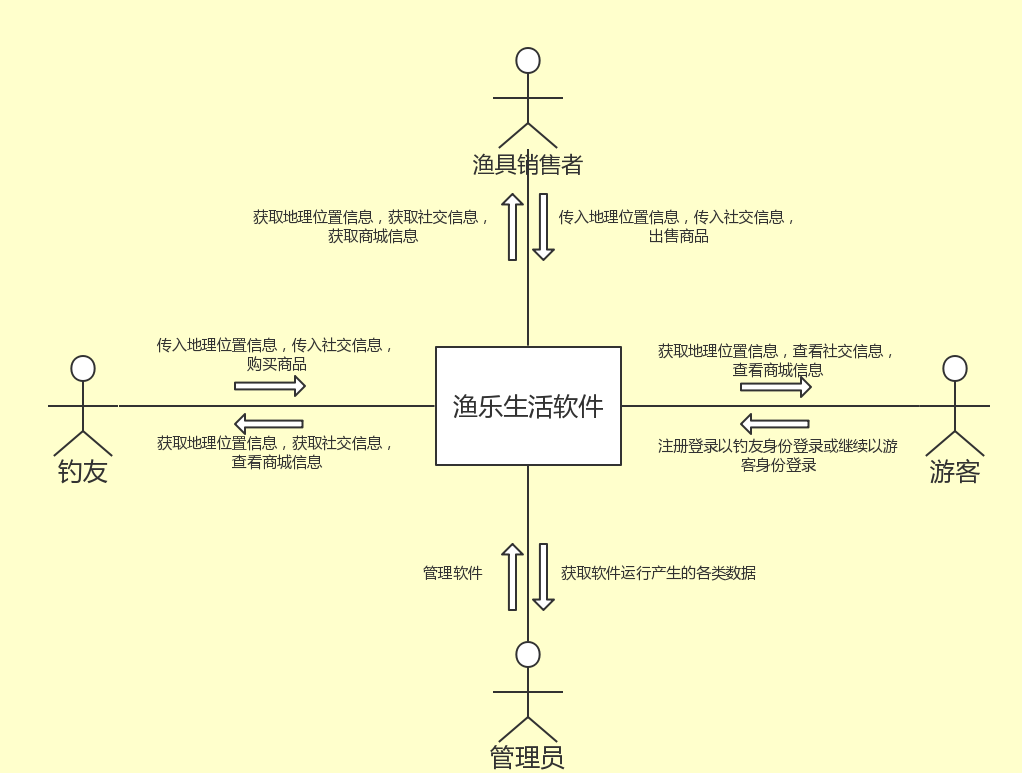 渔具销售者
获取地理位置信息，获取社交信息，
获取商城信息
传入地理位置信息，传入社交信息，
出售商品
传入地理位置信息，传入社交信息，
购买商品
获取地理位置信息，查看社交信息，
查看商城信息
渔乐生活软件
获取地理位置信息，获取社交信息，
查看商城信息
注册登录以钓友身份登录或继续以游
客身份登录
钓友
游客
管理软件
获取软件运行产生的各类数据
管理员